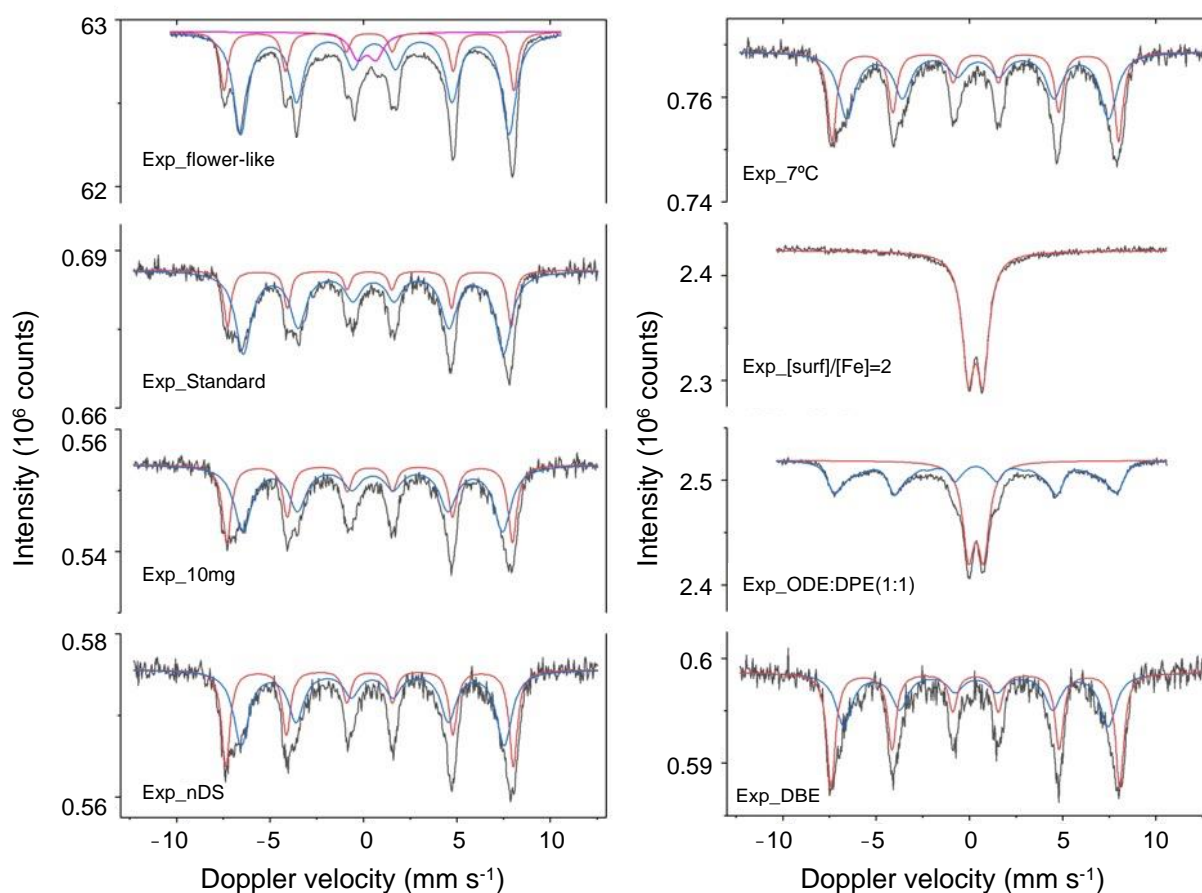 63
62
Exp_flower-like
0.69
0.66
Exp_Standard
0.56
0.54
Exp_10mg
0.58
0.56
Exp_nDS
-10 -5 0 5 10
Doppler velocity (mm s⁻¹)
Intensity (10⁶ counts)
0.76
0.74
Exp_7ºC
2.4
2.3
Exp_[surf]/[Fe]=2
2.5
2.4
Exp_ODE:DPE(1:1)
0.6
0.59
Exp_DBE
-10 -5 0 5 10
Doppler velocity (mm s⁻¹)
Intensity (10⁶ counts)